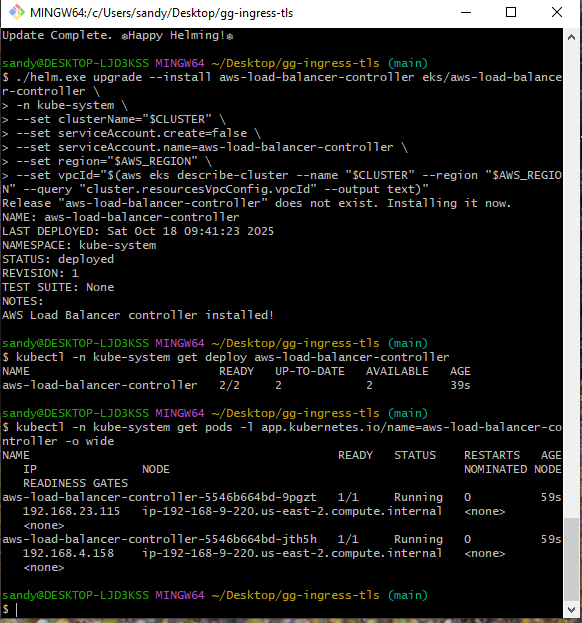 MINGW64:/c/Users/sandy/Desktop/gg-ingress-tls
Update Complete. ⎈Happy Helming!⎈
sandy@DESKTOP-LJD3KSS MINGW64 ~/Desktop/gg-ingress-tls (main)
$ ./helm.exe upgrade --install aws-load-balancer-controller eks/aws-load-balance
r-controller \
> -n kube-system \
> --set clusterName="$CLUSTER" \
> --set serviceAccount.create=false \
> --set serviceAccount.name=aws-load-balancer-controller \
> --set region="$AWS_REGION" \
> --set vpcId="$(aws eks describe-cluster --name "$CLUSTER" --region "$AWS_REGIO
N" --query "cluster.resourcesVpcConfig.vpcId" --output text)"
Release "aws-load-balancer-controller" does not exist. Installing it now.
NAME: aws-load-balancer-controller
LAST DEPLOYED: Sat Oct 18 09:41:23 2025
NAMESPACE: kube-system
STATUS: deployed
REVISION: 1
TEST SUITE: None
NOTES:
AWS Load Balancer controller installed!
sandy@DESKTOP-LJD3KSS MINGW64 ~/Desktop/gg-ingress-tls (main)
$ kubectl -n kube-system get deploy aws-load-balancer-controller
NAME                           READY   UP-TO-DATE   AVAILABLE   AGE
aws-load-balancer-controller   2/2     2            2           39s
sandy@DESKTOP-LJD3KSS MINGW64 ~/Desktop/gg-ingress-tls (main)
$ kubectl -n kube-system get pods -l app.kubernetes.io/name=aws-load-balancer-co
ntroller -o wide
NAME                                            READY   STATUS    RESTARTS   AGE
   IP               NODE                                          NOMINATED NODE
   READINESS GATES
aws-load-balancer-controller-5546b664bd-9pgzt   1/1     Running   0          59s
   192.168.23.115   ip-192-168-9-220.us-east-2.compute.internal   <none>
   <none>
aws-load-balancer-controller-5546b664bd-jth5h   1/1     Running   0          59s
   192.168.4.158    ip-192-168-9-220.us-east-2.compute.internal   <none>
   <none>
sandy@DESKTOP-LJD3KSS MINGW64 ~/Desktop/gg-ingress-tls (main)
$